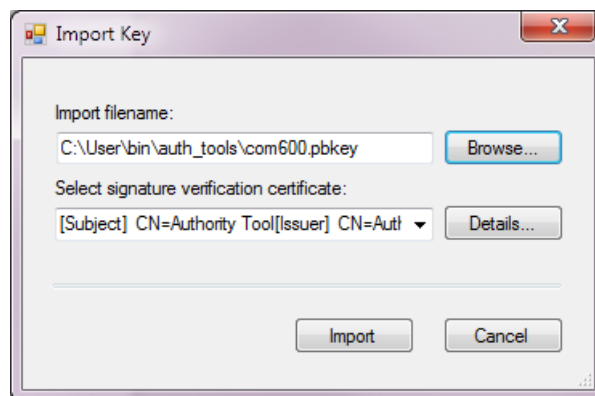 Import Key
Import filename:
C:\User\bin\auth_tools\com600.pbkey
Browse...
Select signature verification certificate:
[Subject] CN=Authority Tool[Issuer] CN=Auth
Details...
Import
Cancel